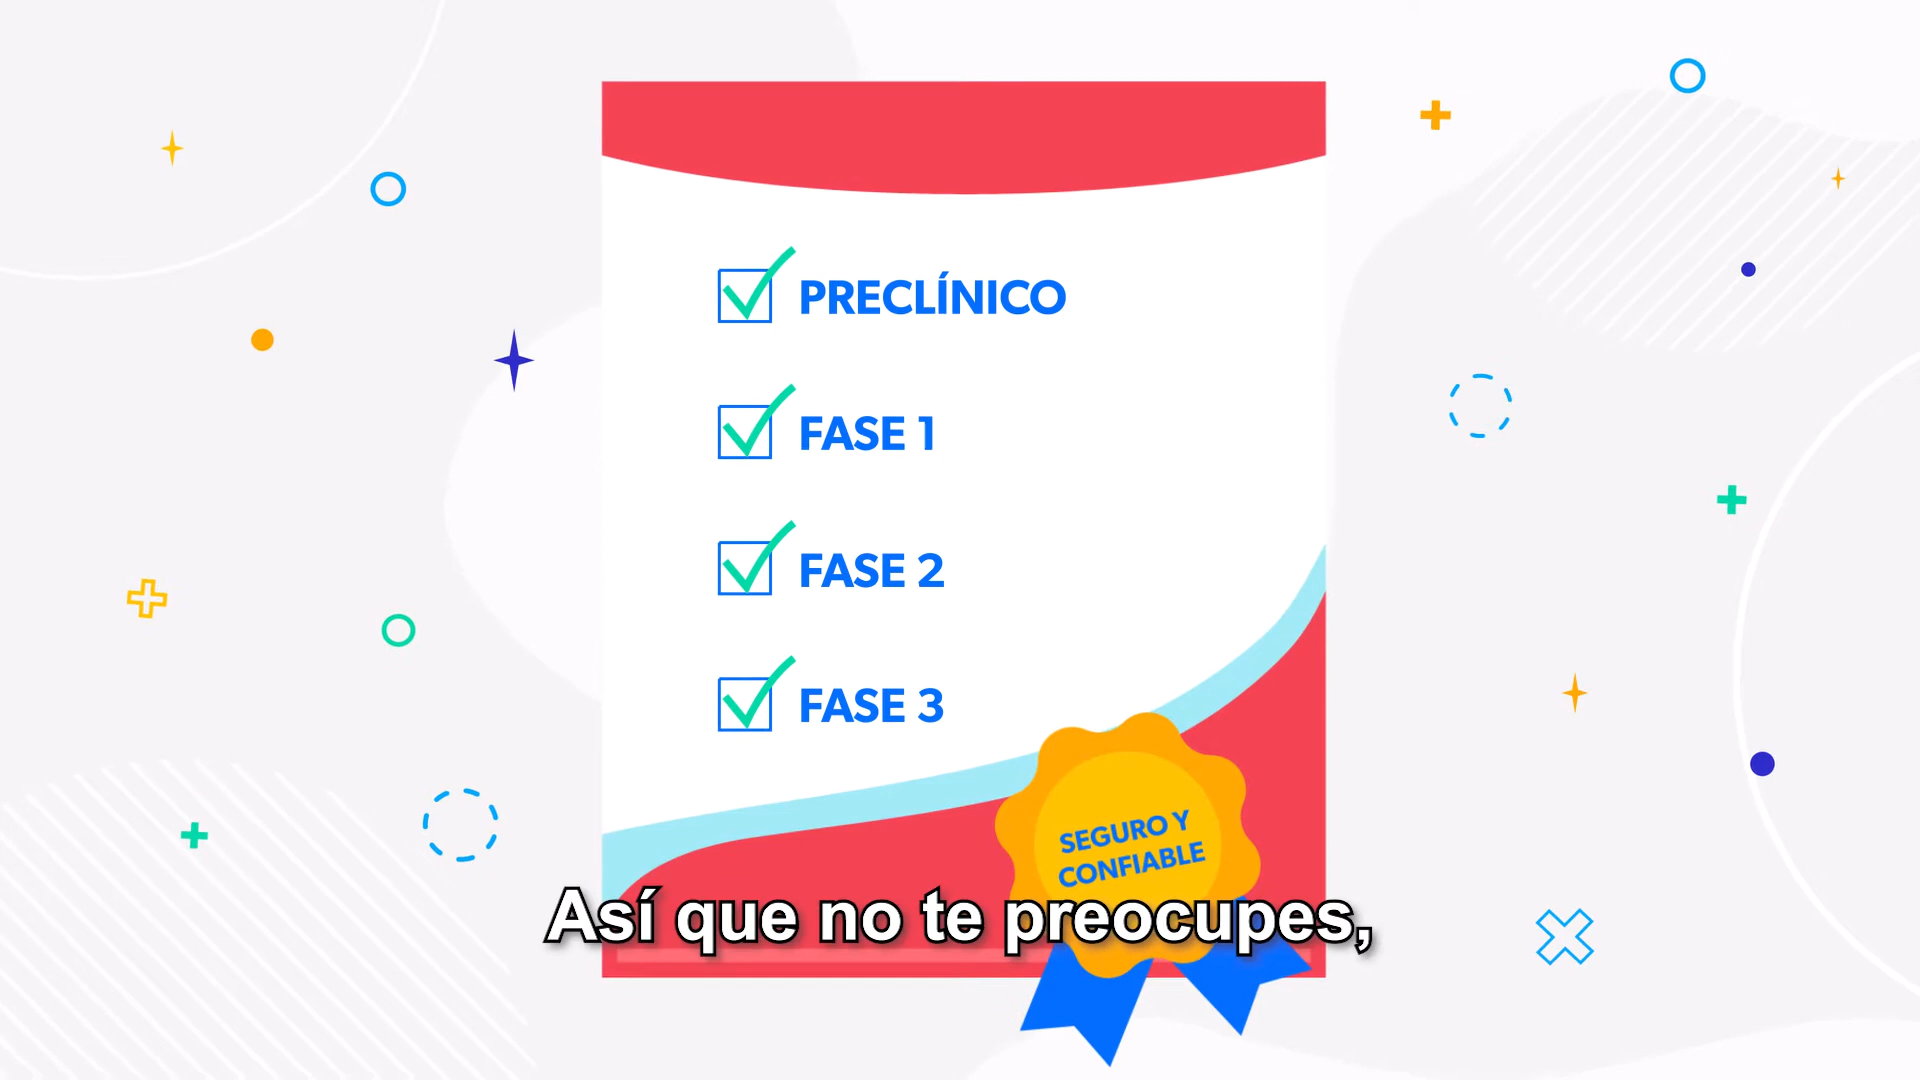 PRECLÍNICO
FASE 1
FASE 2
FASE 3
SEGURO Y
CONFIABLE
Así que no te preocupes,